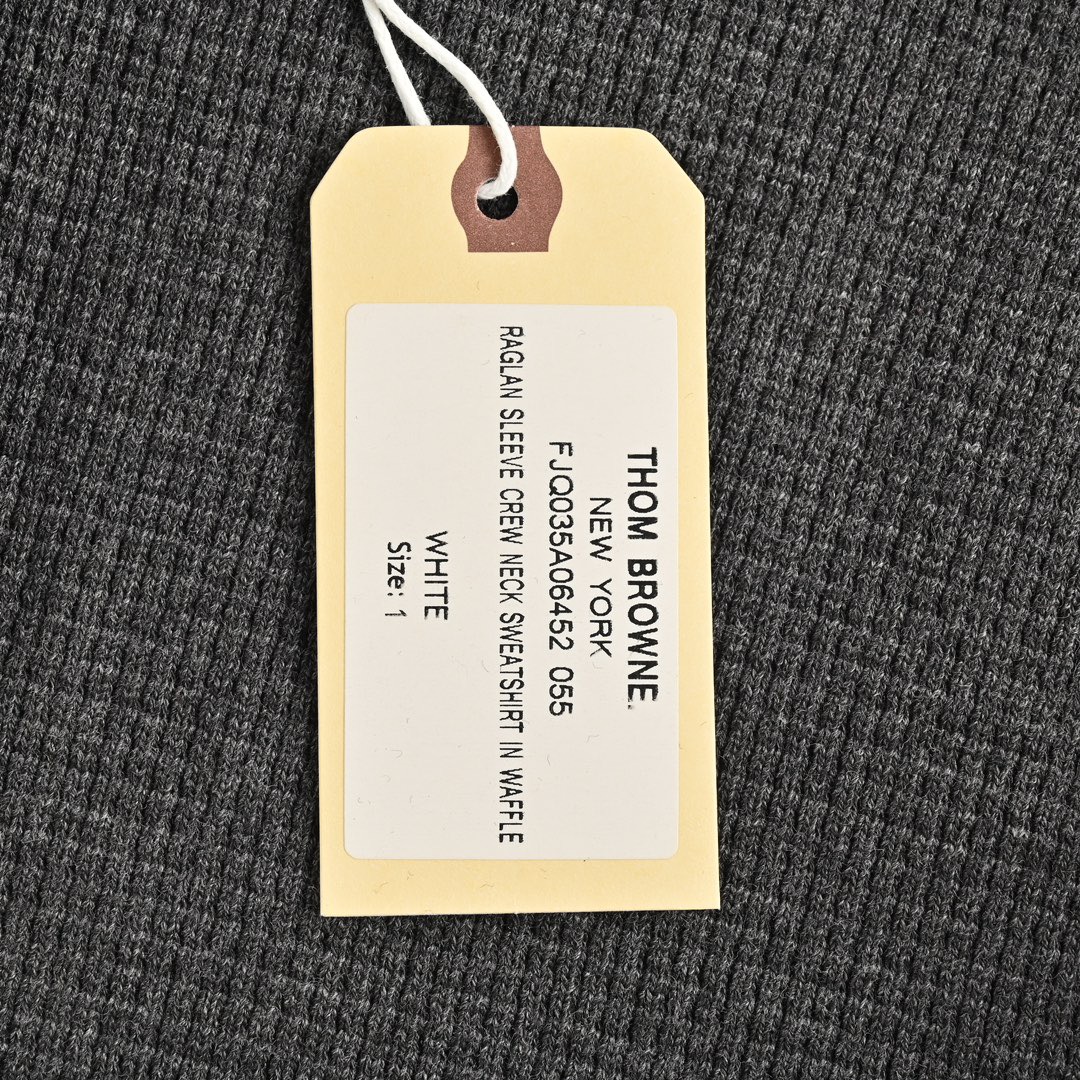 THOM BROWNE.
NEW YORK
FJQ035A06452 055
RAGLAN SLEEVE CREW NECK SWEATSHIRT IN WAFFLE
WHITE
Size: 1